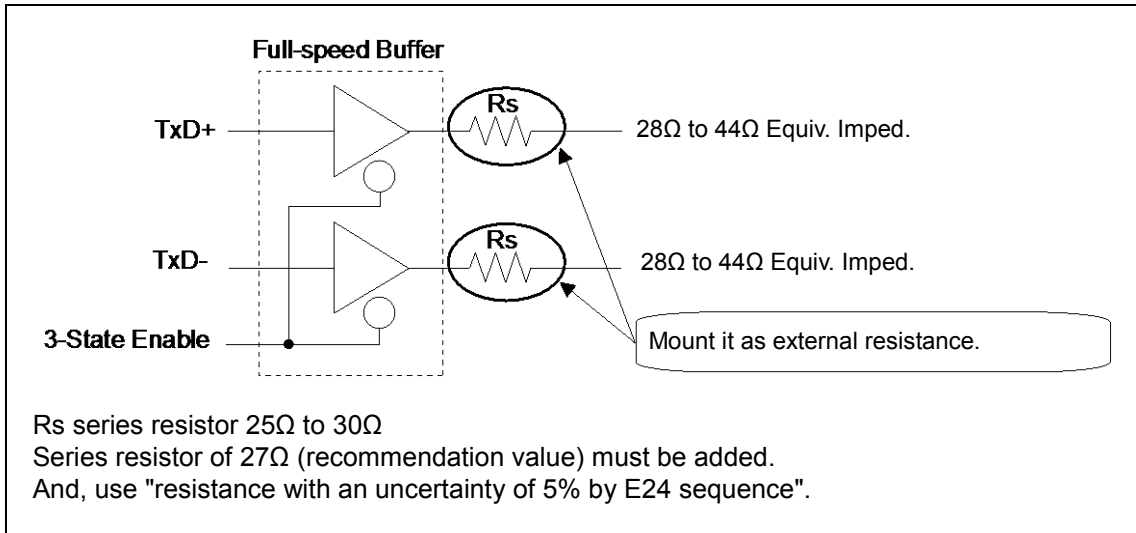 Full-speed Buffer
Rs
TxD+
28Ω to 44Ω Equiv. Imped.
Rs
TxD-
28Ω to 44Ω Equiv. Imped.
3-State Enable
Mount it as external resistance.
Rs series resistor 25Ω to 30Ω
Series resistor of 27Ω (recommendation value) must be added.
And, use "resistance with an uncertainty of 5% by E24 sequence".